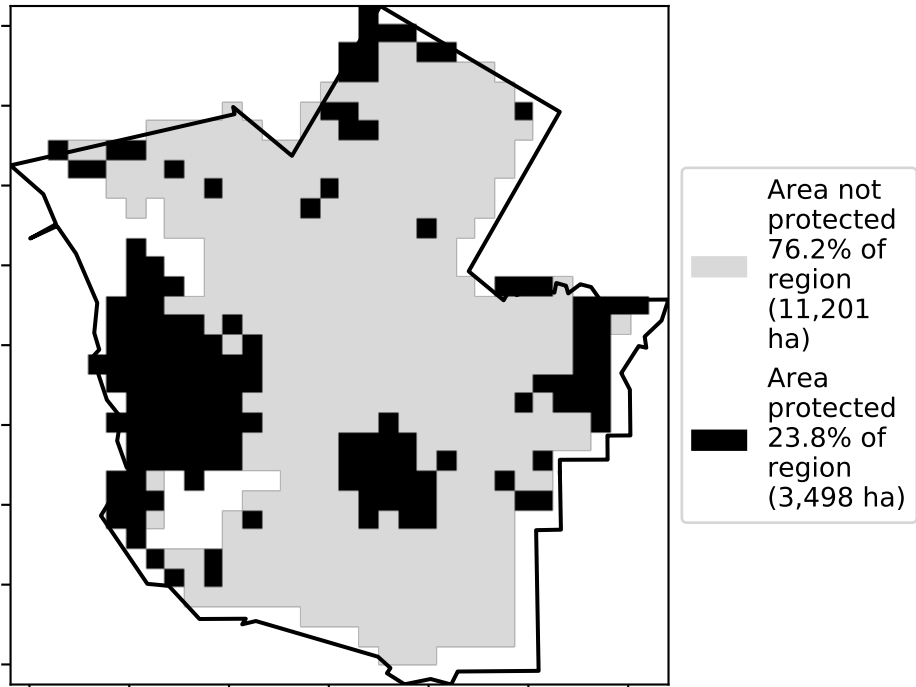 Area not
protected
76.2% of
region
(11,201
ha)
Area
protected
23.8% of
region
(3,498 ha)